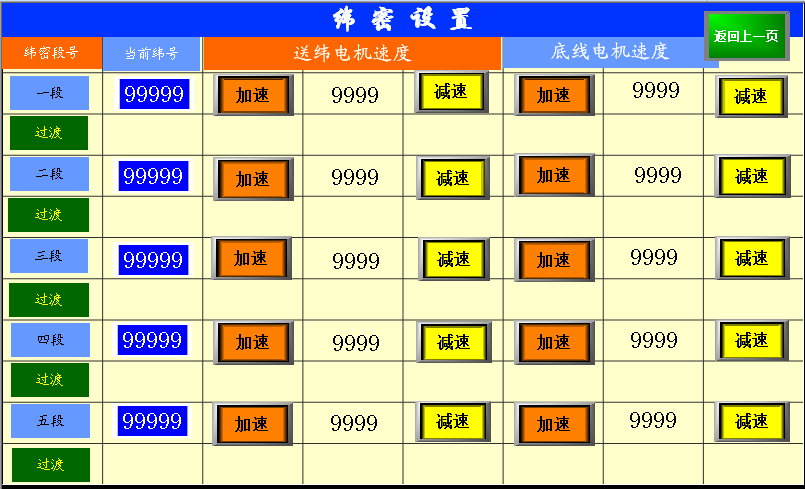 纬密设置
返回上一页
纬密段号 当前纬号 送纬电机速度 底线电机速度
一段 99999 加速 9999 减速 加速 9999 减速
过渡
二段 99999 加速 9999 减速 加速 9999 减速
过渡
三段 99999 加速 9999 减速 加速 9999 减速
过渡
四段 99999 加速 9999 减速 加速 9999 减速
过渡
五段 99999 加速 9999 减速 加速 9999 减速
过渡